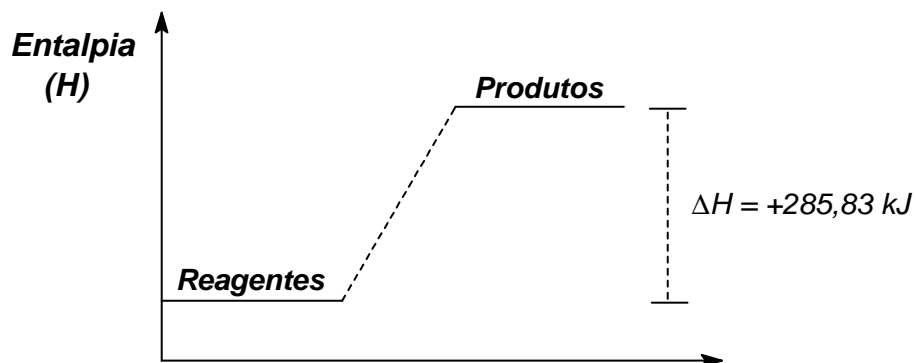 Entalpia
(H)
Produtos
ΔH = +285,83 kJ
Reagentes